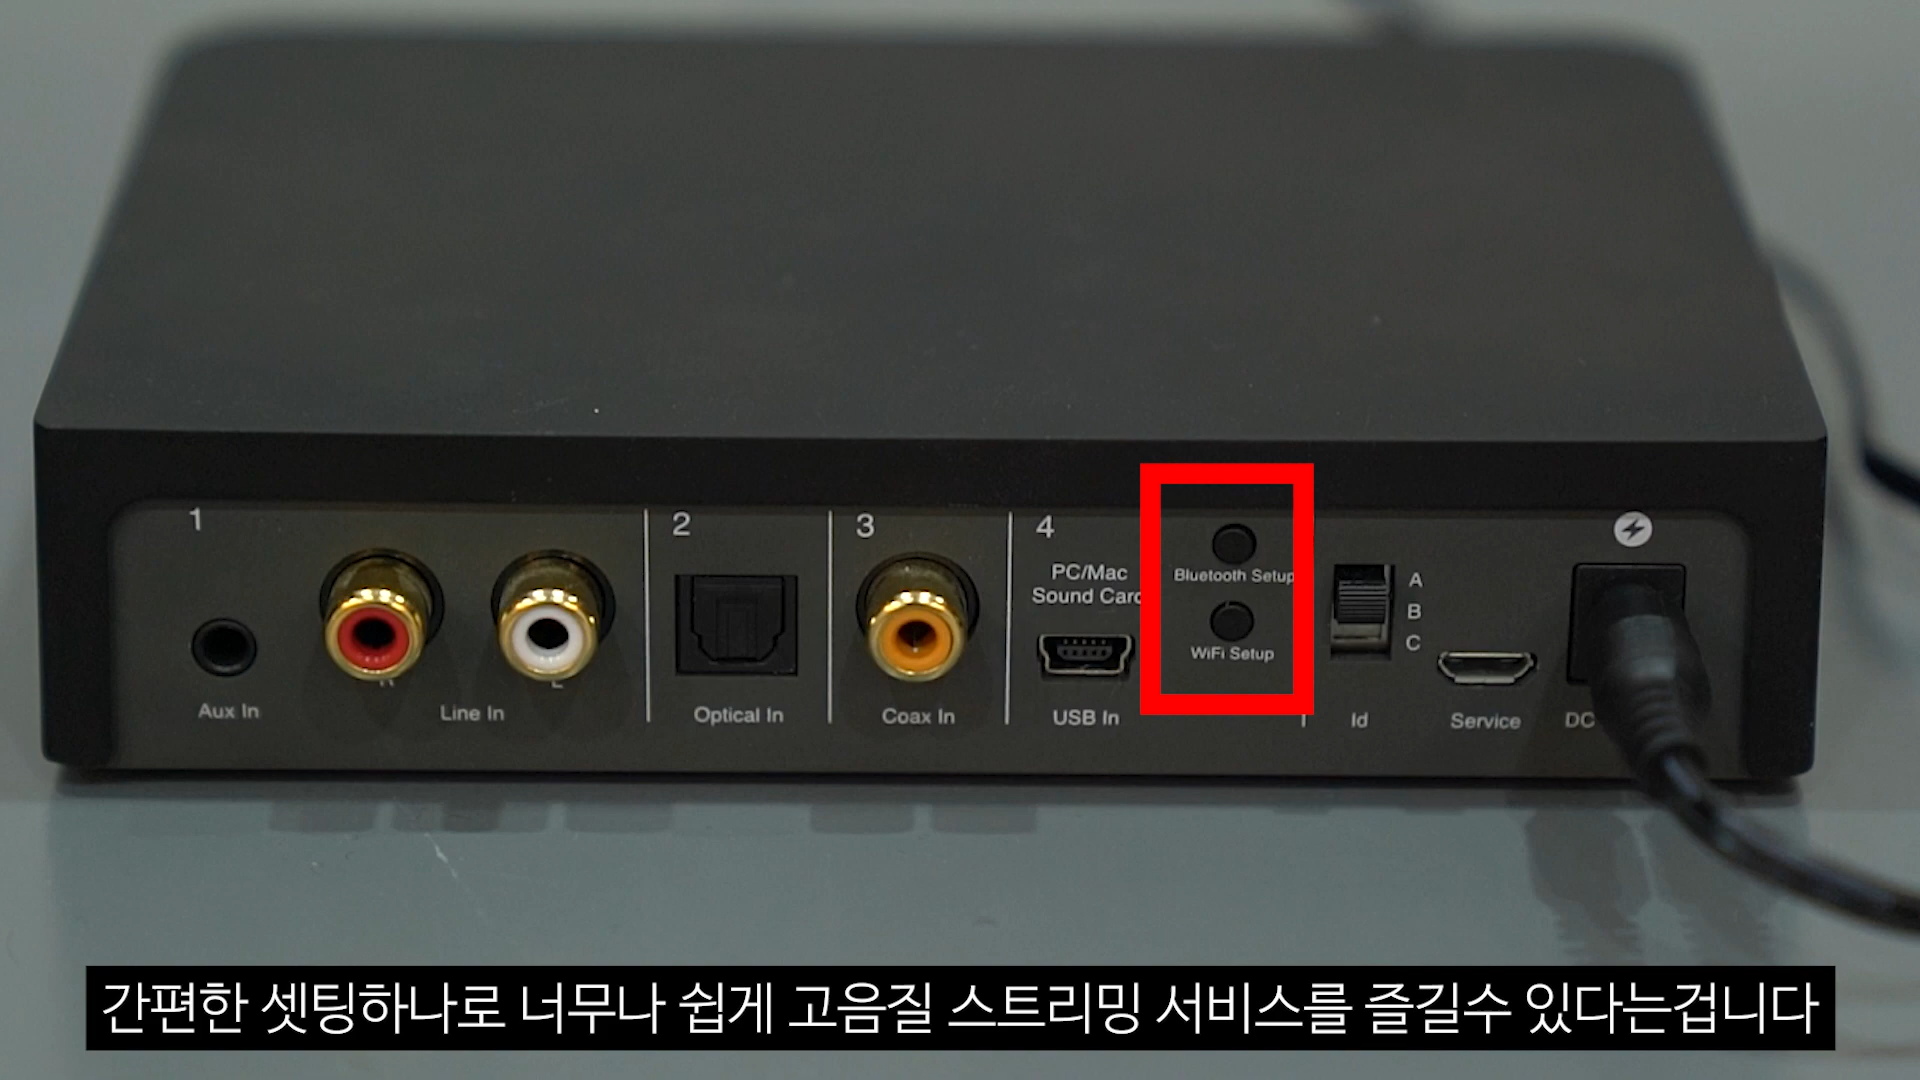 1
2
3
4
PC/Mac
Sound Card
Bluetooth Setup
WiFi Setup
A
B
C
R
L
Aux In
Line In
Optical In
Coax In
USB In
Id
Service
DC
간편한 셋팅하나로 너무나 쉽게 고음질 스트리밍 서비스를 즐길수 있다는겁니다